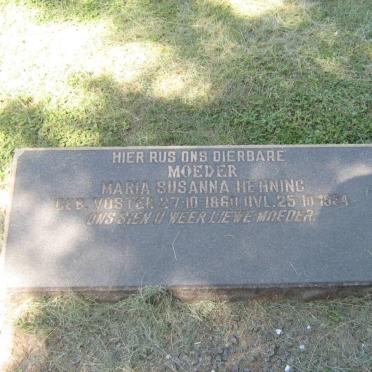 HIER RUS ONS DIERBARE
MOEDER
MARIA SUSANNA HENNING
GEB. VOSTER 27-10-1860 OVL. 25-10-1934
ONS SIEN U WEER LIEWE MOEDER.